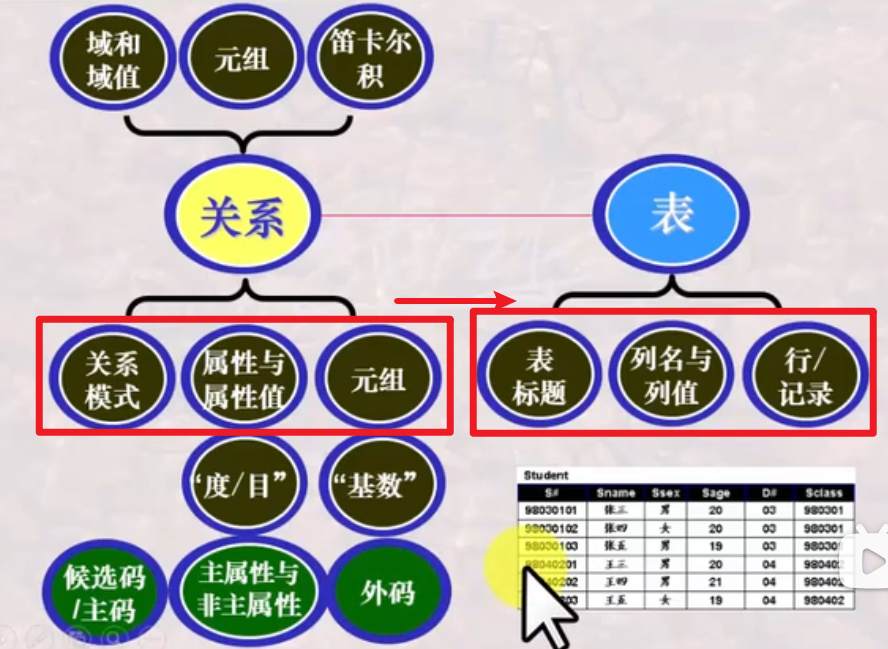 域和
域值
元组
笛卡尔
积
关系
表
关系
模式
属性与
属性值
元组
表
标题
列名与
列值
行/
记录
“度/目”
“基数”
候选码
/主码
主属性与
非主属性
外码
Student
S# Sname Ssex Sage D# Sclass
98030101 张三 男 20 03 980301
98030102 张四 女 20 03 980301
98030103 张五 男 19 03 98030
98040201 王三 男 20 04 98040
王四 男 21 04 980402
王五 女 19 04 980402